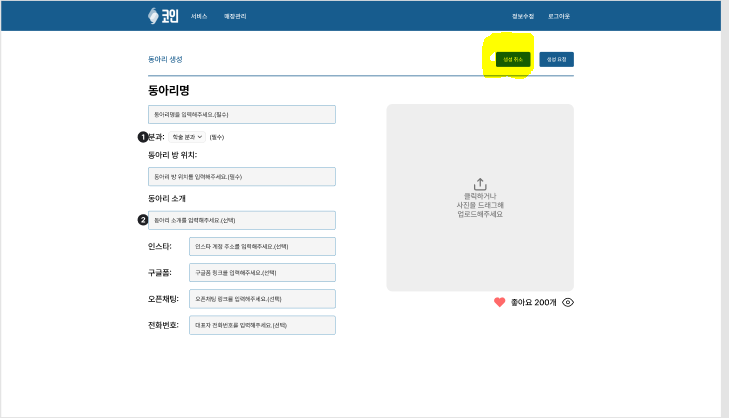 코인 서비스 매장관리 정보수정 로그아웃
동아리 생성 생성 취소 생성 요청
동아리명
동아리명을 입력해주세요.(필수)
1 분과: 학술 분과 (필수)
동아리 방 위치:
동아리 방 위치를 입력해주세요.(필수)
동아리 소개
2 동아리 소개를 입력해주세요.(선택)
인스타: 인스타 계정 주소를 입력해주세요.(선택)
구글폼: 구글폼 링크를 입력해주세요.(선택)
오픈채팅: 오픈채팅 링크를 입력해주세요.(선택)
전화번호: 대표자 전화번호를 입력해주세요.(선택)
클릭하거나
사진을 드래그해
업로드해주세요
좋아요 200개